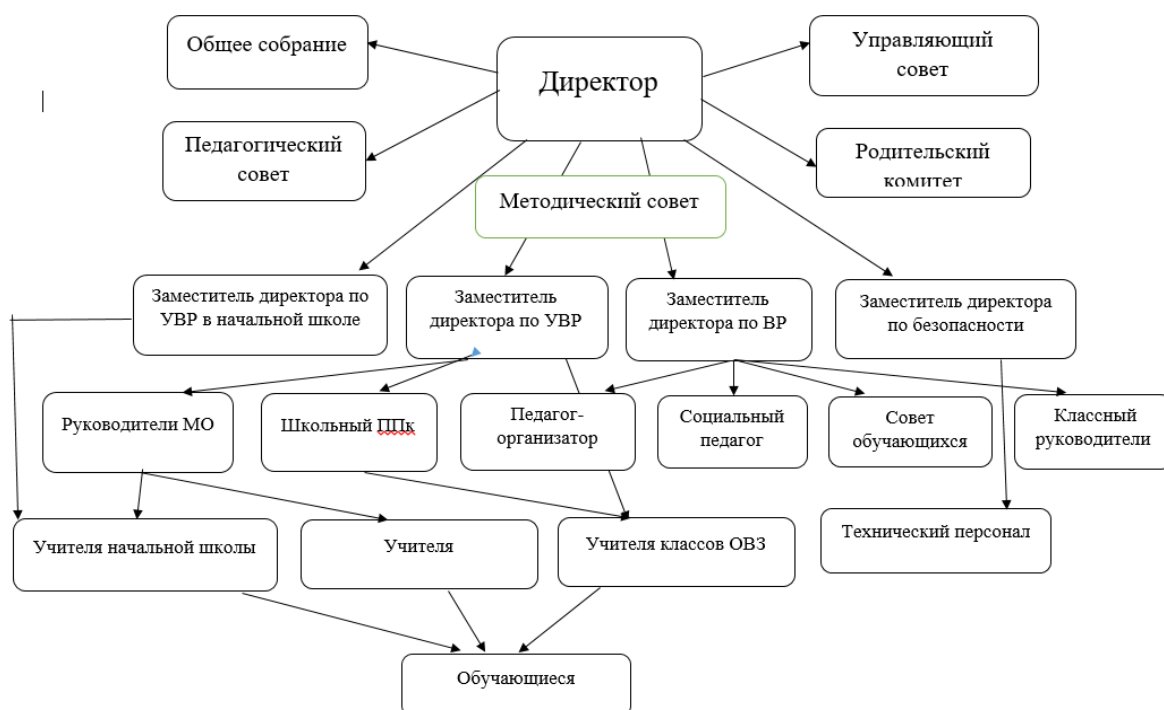 Общее собрание
Управляющий
совет
Директор
Педагогический
совет
Родительский
комитет
Методический совет
Заместитель директора по
УВР в начальной школе
Заместитель
директора по УВР
Заместитель
директора по ВР
Заместитель директора
по безопасности
Руководители МО
Школьный ППк
Педагог-
организатор
Социальный
педагог
Совет
обучающихся
Классный
руководители
Учителя начальной школы
Учителя
Учителя классов ОВЗ
Технический персонал
Обучающиеся